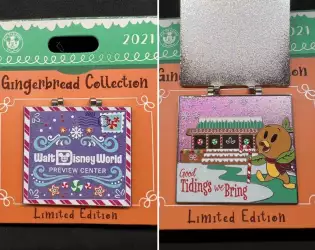 2021
Gingerbread Collection
Walt Disney World
PREVIEW CENTER
Limited Edition
2021
Good
Tidings we Bring
Limited Edition